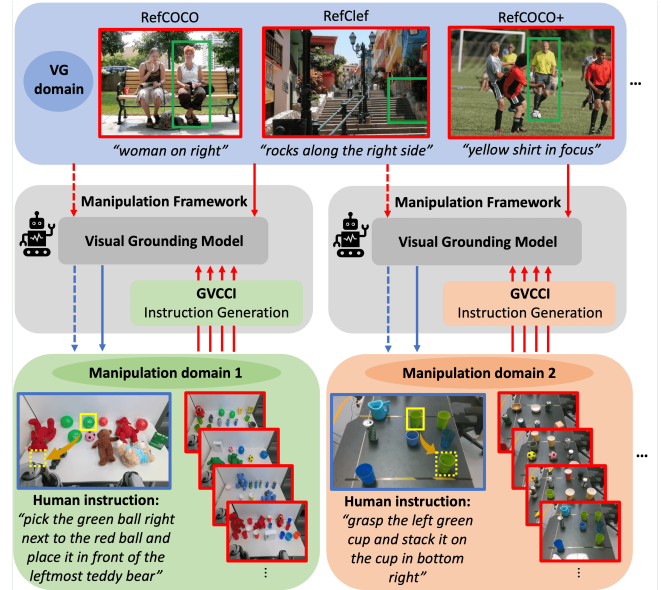 RefCOCO
RefClef
RefCOCO+
VG
domain
...
“woman on right”
“rocks along the right side”
“yellow shirt in focus”
Manipulation Framework
Visual Grounding Model
GVCCI
Instruction Generation
Manipulation Framework
Visual Grounding Model
GVCCI
Instruction Generation
Manipulation domain 1
Human instruction:
“pick the green ball right
next to the red ball and
place it in front of the
leftmost teddy bear”
...
Manipulation domain 2
Human instruction:
“grasp the left green
cup and stack it on
the cup in bottom
right”
...
...